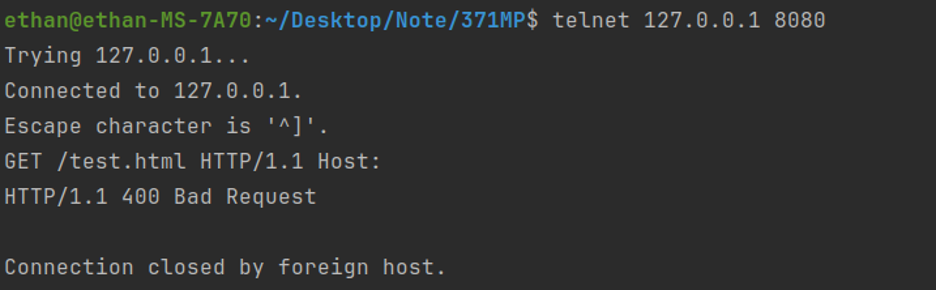 ethan@ethan-MS-7A70:~/Desktop/Note/371MP$ telnet 127.0.0.1 8080
Trying 127.0.0.1...
Connected to 127.0.0.1.
Escape character is '^]'.
GET /test.html HTTP/1.1 Host:
HTTP/1.1 400 Bad Request
Connection closed by foreign host.